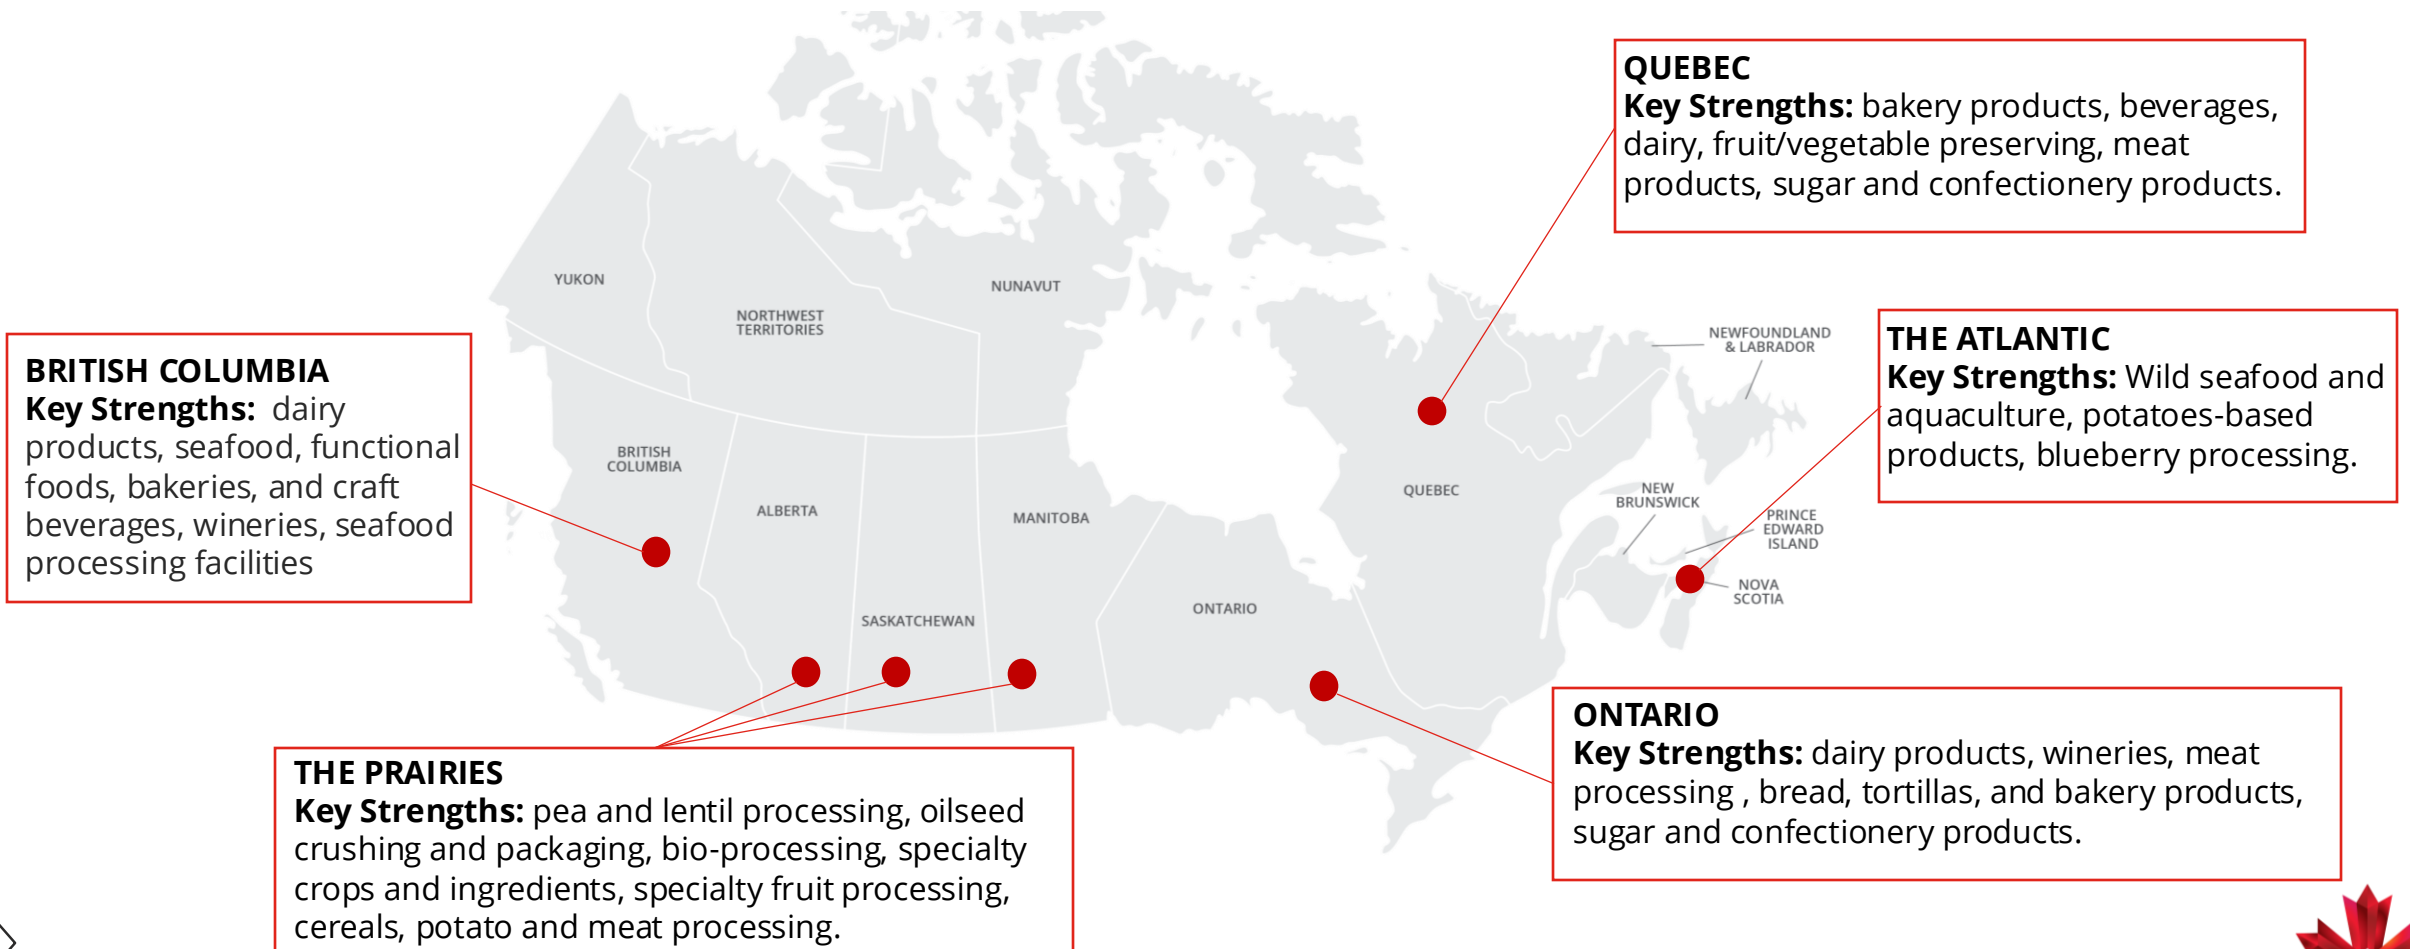 QUEBEC
Key Strengths: bakery products, beverages,
dairy, fruit/vegetable preserving, meat
products, sugar and confectionery products.
YUKON
NORTHWEST
TERRITORIES
NUNAVUT
NEWFOUNDLAND
& LABRADOR
THE ATLANTIC
Key Strengths: Wild seafood and
aquaculture, potatoes-based
products, blueberry processing.
BRITISH COLUMBIA
Key Strengths:  dairy
products, seafood, functional
foods, bakeries, and craft
beverages, wineries, seafood
processing facilities
BRITISH
COLUMBIA
ALBERTA
MANITOBA
QUEBEC
NEW
BRUNSWICK
PRINCE
EDWARD
ISLAND
NOVA
SCOTIA
SASKATCHEWAN
ONTARIO
ONTARIO
Key Strengths: dairy products, wineries, meat
processing , bread, tortillas, and bakery products,
sugar and confectionery products.
THE PRAIRIES
Key Strengths: pea and lentil processing, oilseed
crushing and packaging, bio-processing, specialty
crops and ingredients, specialty fruit processing,
cereals, potato and meat processing.